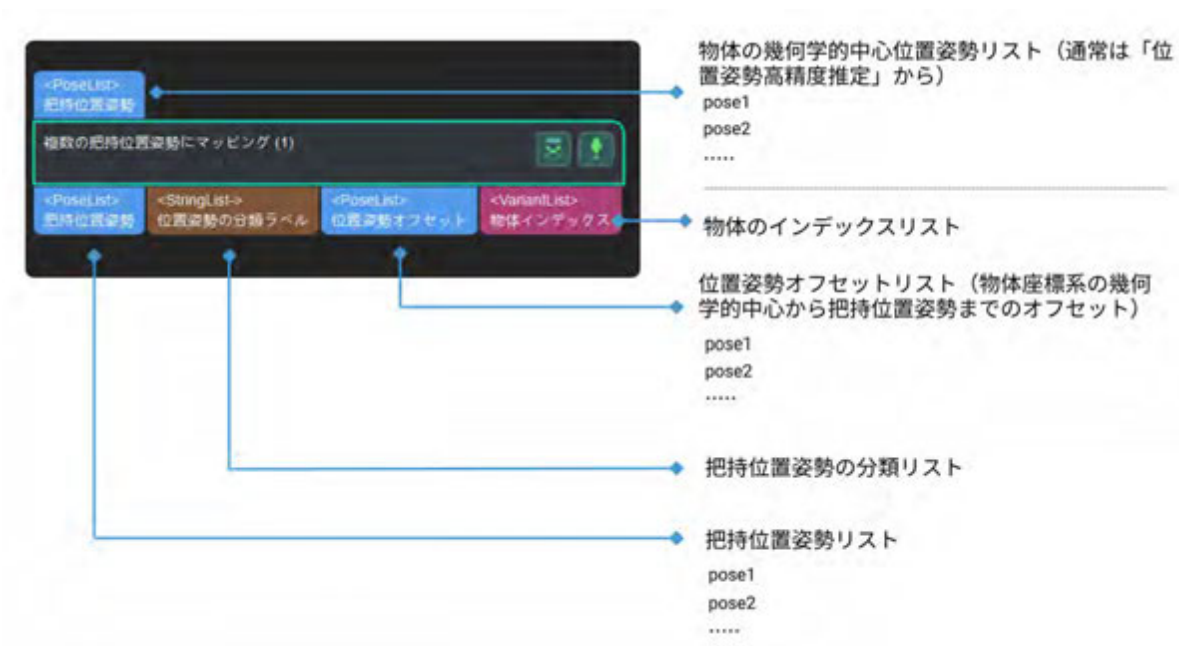 物体の幾何学的中心位置姿勢リスト（通常は「位
置姿勢高精度推定」から）
pose1
pose2
.....
<PoseList>
把持位置姿勢
複数の把持位置姿勢にマッピング (1)
<PoseList>
把持位置姿勢
<StringList->
位置姿勢の分類ラベル
<PoseList>
位置姿勢オフセット
<VariantList>
物体インデックス
物体のインデックスリスト
位置姿勢オフセットリスト（物体座標系の幾何
学的中心から把持位置姿勢までのオフセット）
pose1
pose2
.....
把持位置姿勢の分類リスト
把持位置姿勢リスト
pose1
pose2
.....